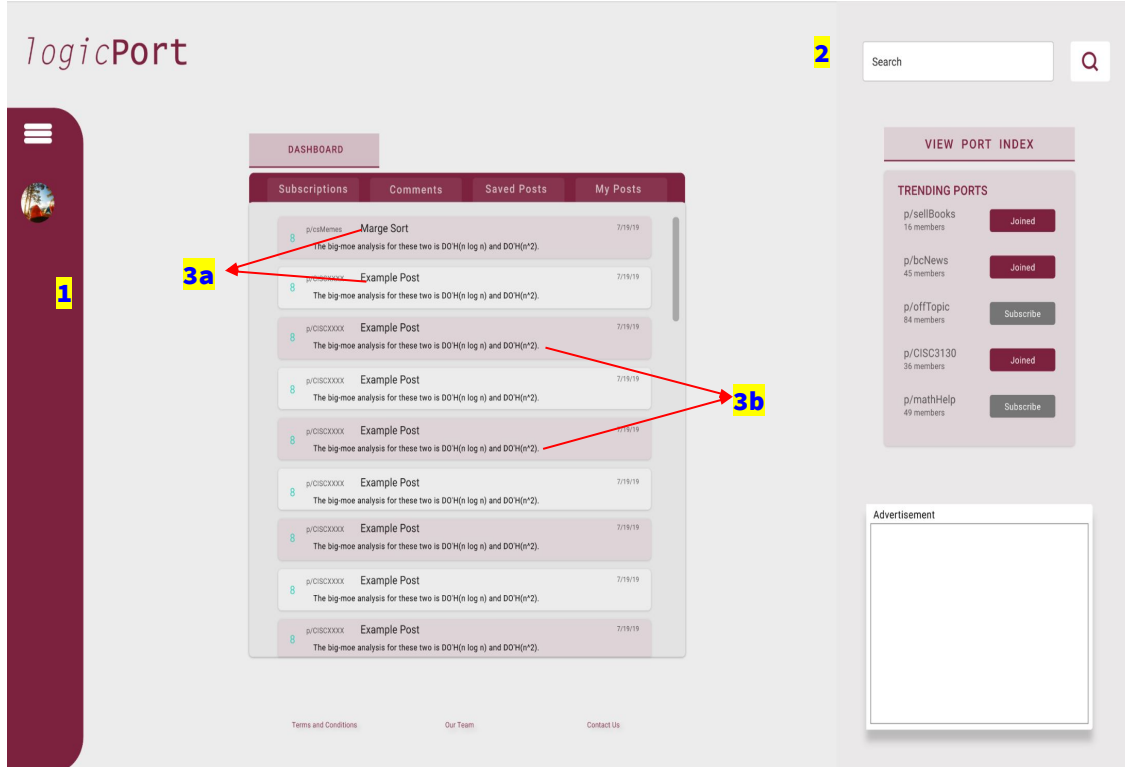 logicPort
2
Search
1
DASHBOARD
Subscriptions Comments Saved Posts My Posts
8 p/csMemes Marge Sort 7/19/19
The big-moe analysis for these two is DO'H(n log n) and DO'H(n^2).
3a
8 p/CISCXXXX Example Post 7/19/19
The big-moe analysis for these two is DO'H(n log n) and DO'H(n^2).
8 p/CISCXXXX Example Post 7/19/19
The big-moe analysis for these two is DO'H(n log n) and DO'H(n^2).
8 p/CISCXXXX Example Post 7/19/19
The big-moe analysis for these two is DO'H(n log n) and DO'H(n^2).
3b
8 p/CISCXXXX Example Post 7/19/19
The big-moe analysis for these two is DO'H(n log n) and DO'H(n^2).
8 p/CISCXXXX Example Post 7/19/19
The big-moe analysis for these two is DO'H(n log n) and DO'H(n^2).
8 p/CISCXXXX Example Post 7/19/19
The big-moe analysis for these two is DO'H(n log n) and DO'H(n^2).
8 p/CISCXXXX Example Post 7/19/19
The big-moe analysis for these two is DO'H(n log n) and DO'H(n^2).
8 p/CISCXXXX Example Post 7/19/19
The big-moe analysis for these two is DO'H(n log n) and DO'H(n^2).
VIEW PORT INDEX
TRENDING PORTS
p/sellBooks
16 members
Joined
p/bcNews
45 members
Joined
p/offTopic
84 members
Subscribe
p/CISC3130
36 members
Joined
p/mathHelp
49 members
Subscribe
Advertisement
Terms and Conditions Our Team Contact Us